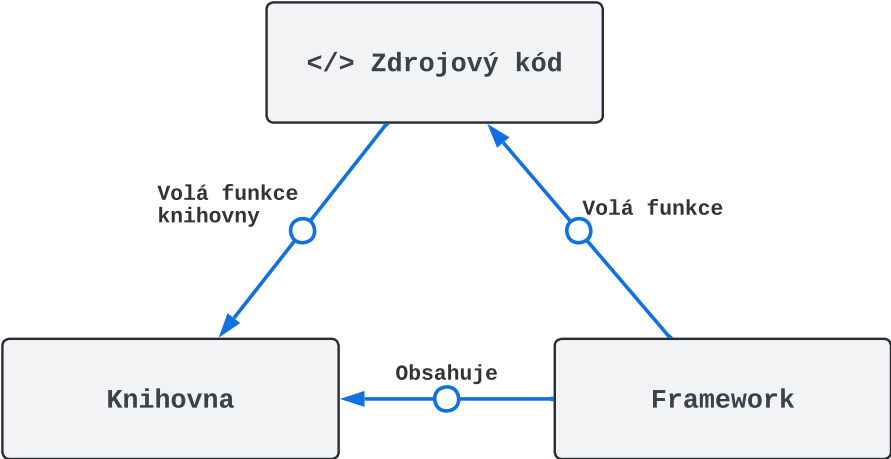 </> Zdrojový kód
Volá funkce
knihovny
Volá funkce
Obsahuje
Knihovna
Framework